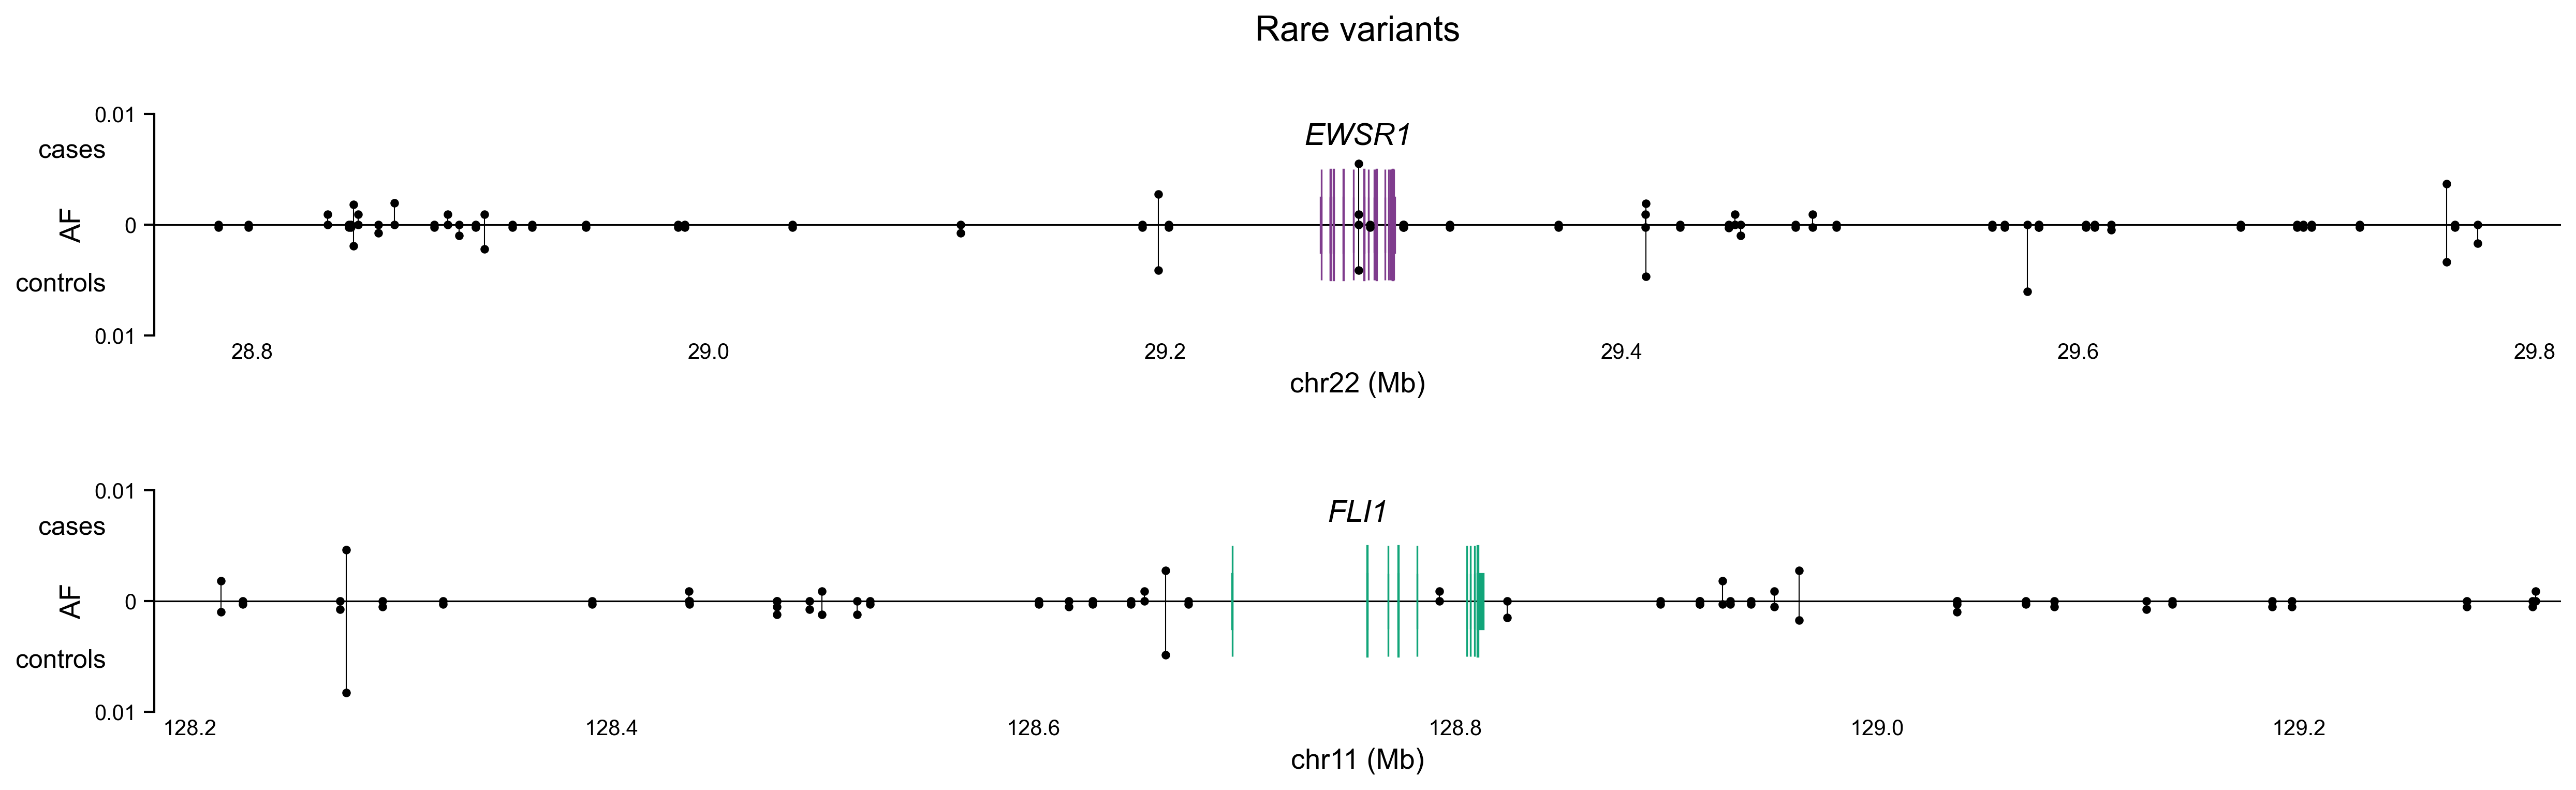 Rare variants
0.01
cases
EWSR1
AF
0
controls
0.01
28.8 29.0 29.2 29.4 29.6 29.8
chr22 (Mb)
0.01
cases
FLI1
AF
0
controls
0.01
128.2 128.4 128.6 128.8 129.0 129.2
chr11 (Mb)